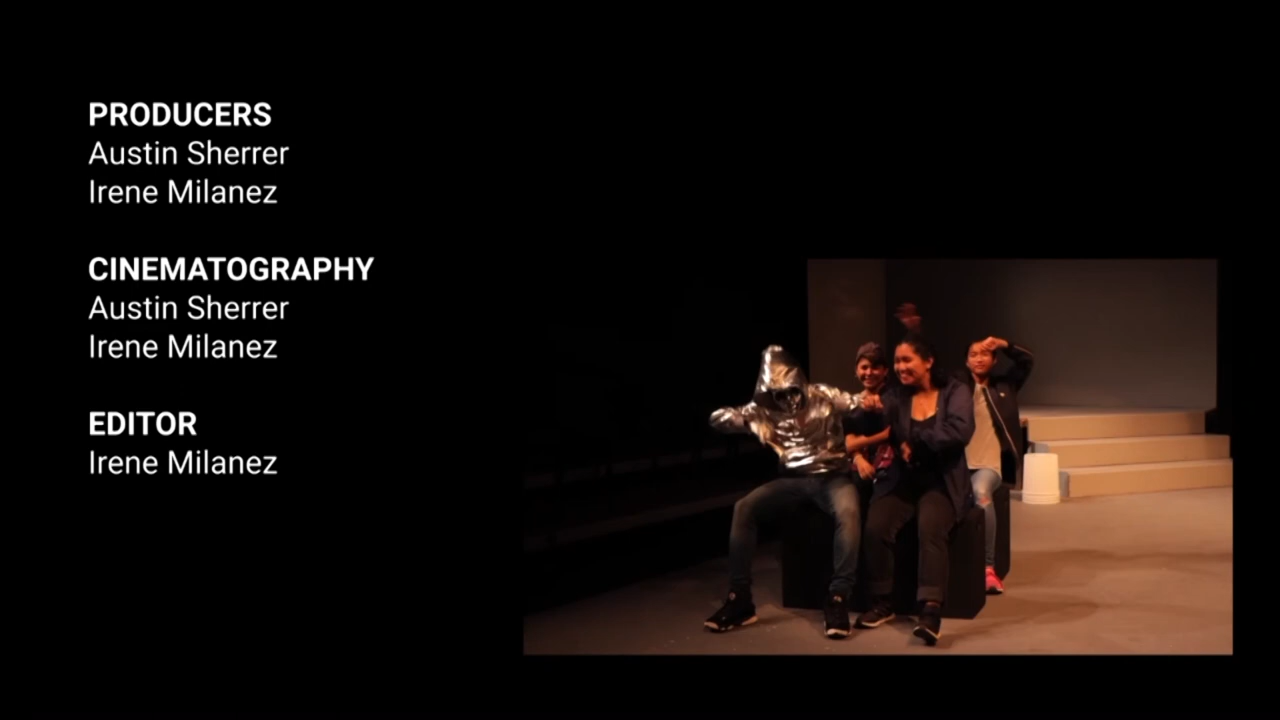 PRODUCERS
Austin Sherrer
Irene Milanez
CINEMATOGRAPHY
Austin Sherrer
Irene Milanez
EDITOR
Irene Milanez